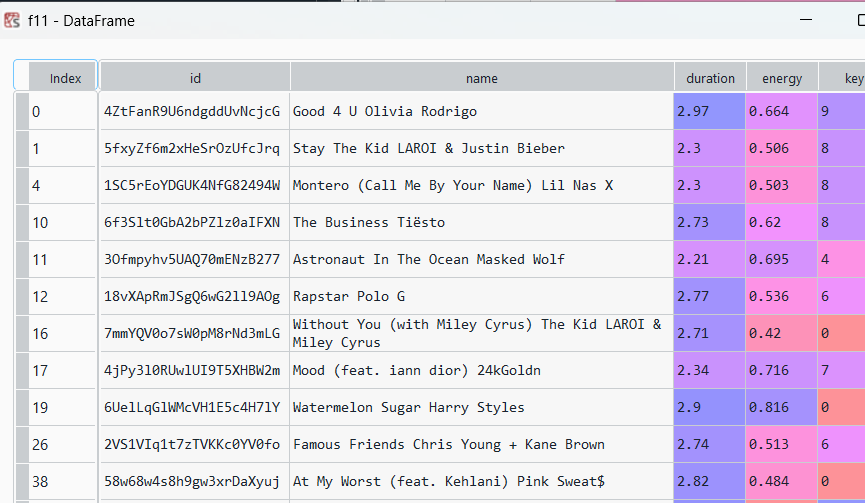 f11 - DataFrame
Index id name duration energy key
0 4ZtFanR9U6ndgddUvNcjcG Good 4 U Olivia Rodrigo 2.97 0.664 9
1 5fxyZf6m2xHeSrOzUfcJrq Stay The Kid LAROI & Justin Bieber 2.3 0.506 8
4 1SC5rEoYDGUK4NfG82494W Montero (Call Me By Your Name) Lil Nas X 2.3 0.503 8
10 6f3Slt0GbA2bPZlz0aIFXN The Business Tiësto 2.73 0.62 8
11 3Ofmpyhv5UAQ70mENzB277 Astronaut In The Ocean Masked Wolf 2.21 0.695 4
12 18vXApRmJSgQ6wG2ll9AOg Rapstar Polo G 2.77 0.536 6
16 7mmYQV0o7sW0pM8rNd3mLG Without You (with Miley Cyrus) The Kid LAROI &
Miley Cyrus 2.71 0.42 0
17 4jPy3l0RUwlUI9T5XHBW2m Mood (feat. iann dior) 24kGoldn 2.34 0.716 7
19 6UelLqGlWMcVH1E5c4H7lY Watermelon Sugar Harry Styles 2.9 0.816 0
26 2VS1VIq1t7zTVKKc0YV0fo Famous Friends Chris Young + Kane Brown 2.74 0.513 6
38 58w68w4s8h9gw3xrDaXyuj At My Worst (feat. Kehlani) Pink Sweat$ 2.82 0.484 0